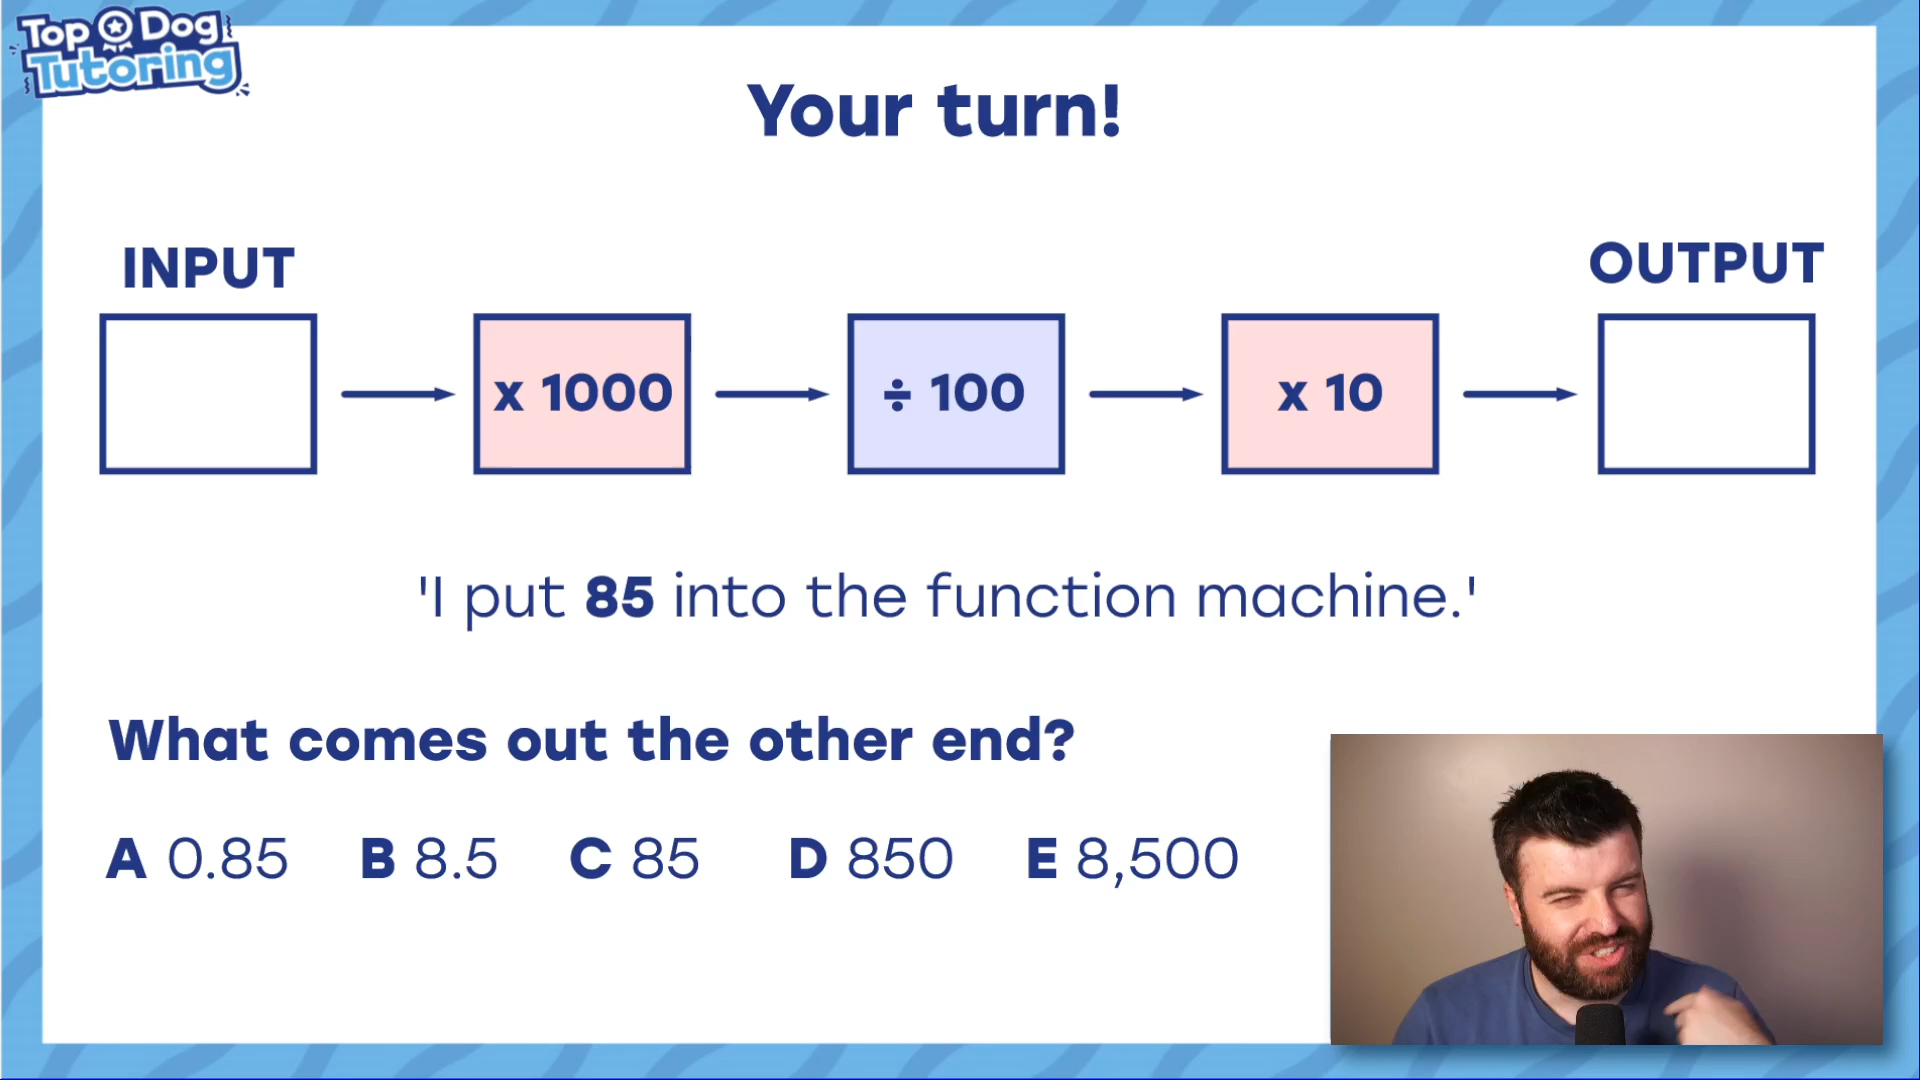 Top Dog
Tutoring
Your turn!
INPUT
OUTPUT
x 1000
÷ 100
x 10
'I put 85 into the function machine.'
What comes out the other end?
A 0.85 B 8.5 C 85 D 850 E 8,500